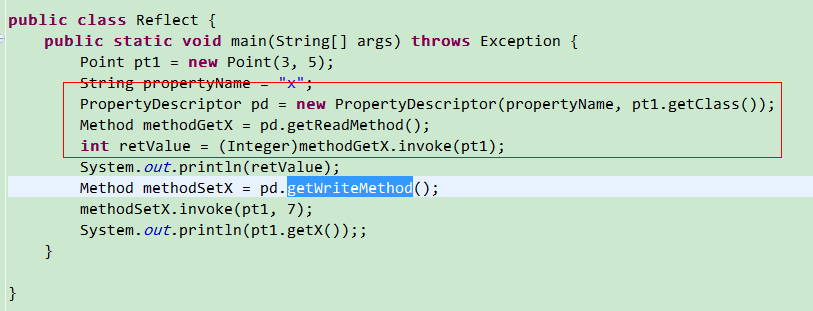 public class Reflect {
public static void main(String[] args) throws Exception {
Point pt1 = new Point(3, 5);
String propertyName = "x";
PropertyDescriptor pd = new PropertyDescriptor(propertyName, pt1.getClass());
Method methodGetX = pd.getReadMethod();
int retValue = (Integer)methodGetX.invoke(pt1);
System.out.println(retValue);
Method methodSetX = pd.getWriteMethod();
methodSetX.invoke(pt1, 7);
System.out.println(pt1.getX());;
}
}